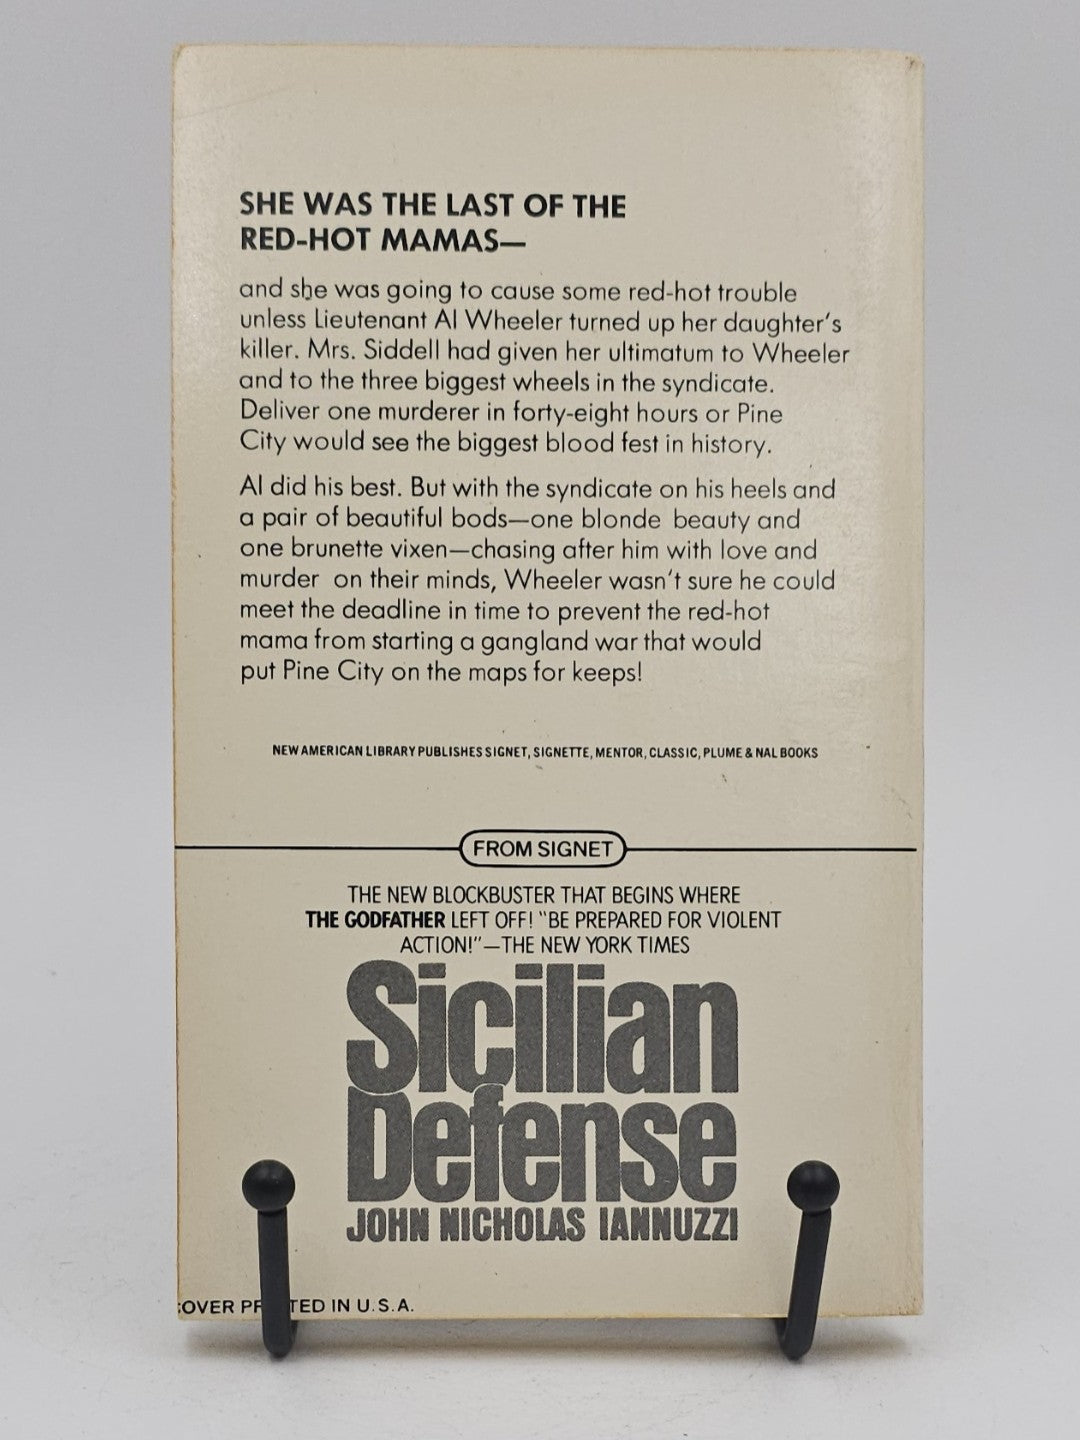 SHE WAS THE LAST OF THE
RED-HOT MAMAS—
and she was going to cause some red-hot trouble
unless Lieutenant Al Wheeler turned up her daughter's
killer. Mrs. Siddell had given her ultimatum to Wheeler
and to the three biggest wheels in the syndicate.
Deliver one murderer in forty-eight hours or Pine
City would see the biggest blood fest in history.
Al did his best. But with the syndicate on his heels and
a pair of beautiful bods—one blonde beauty and
one brunette vixen—chasing after him with love and
murder on their minds, Wheeler wasn't sure he could
meet the deadline in time to prevent the red-hot
mama from starting a gangland war that would
put Pine City on the maps for keeps!
NEW AMERICAN LIBRARY PUBLISHES SIGNET, SIGNETTE, MENTOR, CLASSIC, PLUME & NAL BOOKS
FROM SIGNET
THE NEW BLOCKBUSTER THAT BEGINS WHERE
THE GODFATHER LEFT OFF! "BE PREPARED FOR VIOLENT
ACTION!"—THE NEW YORK TIMES
Sicilian
Defense
JOHN NICHOLAS IANNUZZI
OVER TED IN U.S.A.